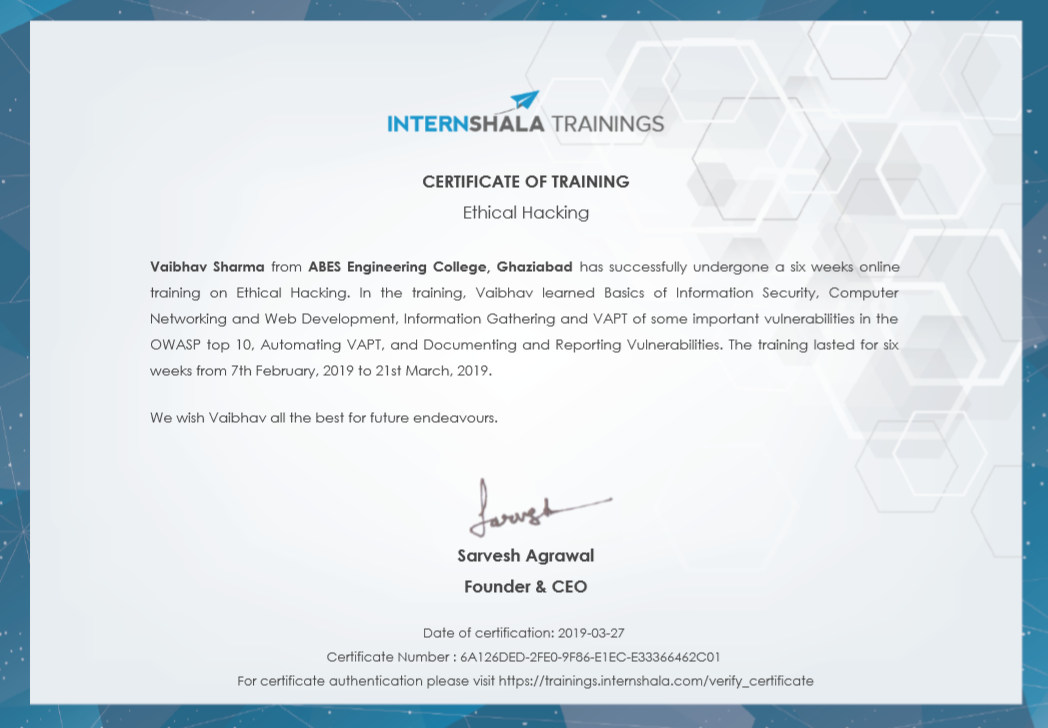 INTERNSHALA TRAININGS
CERTIFICATE OF TRAINING
Ethical Hacking
Vaibhav Sharma from ABES Engineering College, Ghaziabad has successfully undergone a six weeks online
training on Ethical Hacking. In the training, Vaibhav learned Basics of Information Security, Computer
Networking and Web Development, Information Gathering and VAPT of some important vulnerabilities in the
OWASP top 10, Automating VAPT, and Documenting and Reporting Vulnerabilities. The training lasted for six
weeks from 7th February, 2019 to 21st March, 2019.
We wish Vaibhav all the best for future endeavours.
Sarvesh Agrawal
Founder & CEO
Date of certification: 2019-03-27
Certificate Number : 6A126DED-2FE0-9F86-E1EC-E33366462C01
For certificate authentication please visit https://trainings.internshala.com/verify_certificate